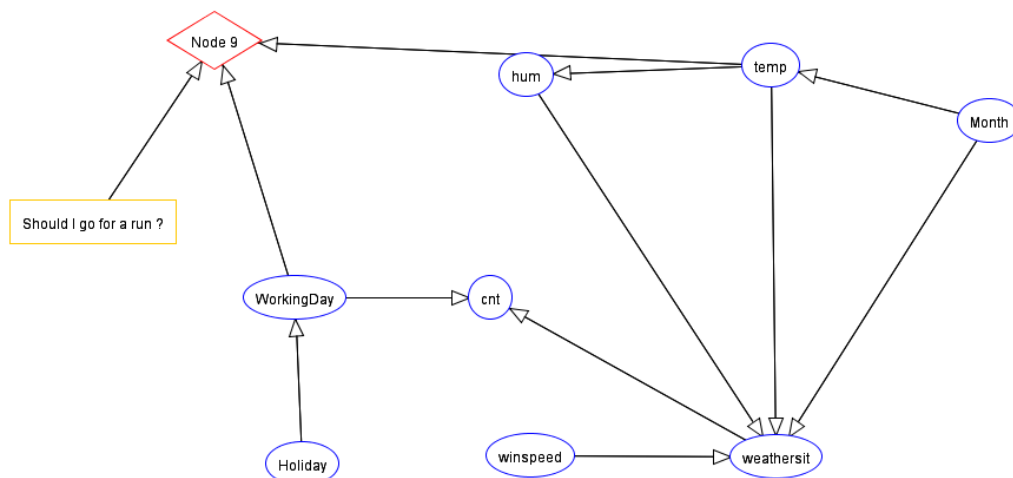 Node 9
hum
temp
Month
Should I go for a run ?
WorkingDay
cnt
Holiday
winspeed
weathersit